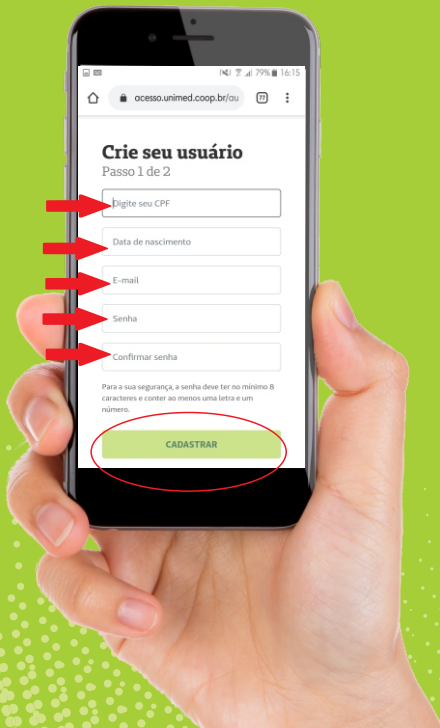 79% 16:15
acesso.unimed.coop.br/au
Crie seu usuário
Passo 1 de 2
Digite seu CPF
Data de nascimento
E-mail
Senha
Confirmar senha
Para a sua segurança, a senha deve ter no mínimo 8
caracteres e conter ao menos uma letra e um
número.
CADASTRAR